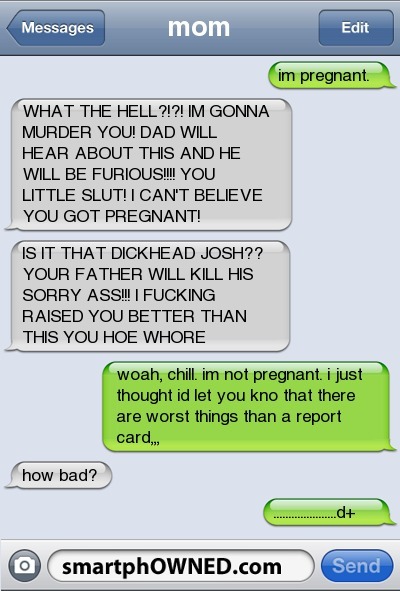 Messages
mom
Edit
im pregnant.
WHAT THE HELL?!?! IM GONNA
MURDER YOU! DAD WILL
HEAR ABOUT THIS AND HE
WILL BE FURIOUS!!!! YOU
LITTLE SLUT! I CAN'T BELIEVE
YOU GOT PREGNANT!
IS IT THAT DICKHEAD JOSH??
YOUR FATHER WILL KILL HIS
SORRY ASS!!! I FUCKING
RAISED YOU BETTER THAN
THIS YOU HOE WHORE
woah, chill. im not pregnant. i just
thought id let you kno that there
are worst things than a report
card,,,
how bad?
.....................d+
smartphOWNED.com
Send